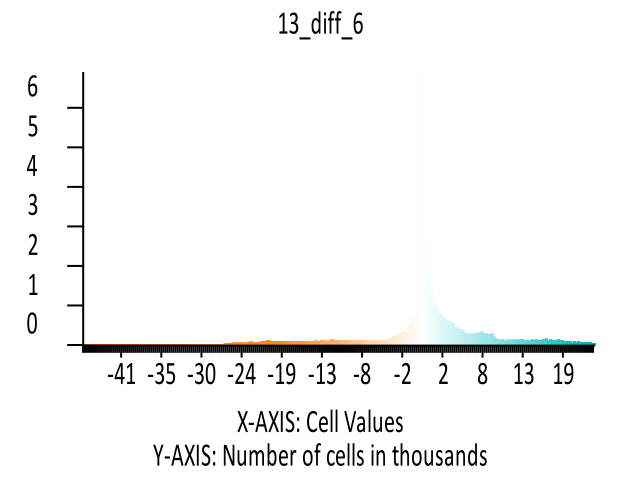 13_diff_6
6
5
4
3
2
1
0
-41 -35 -30 -24 -19 -13 -8 -2 2 8 13 19
X-AXIS: Cell Values
Y-AXIS: Number of cells in thousands